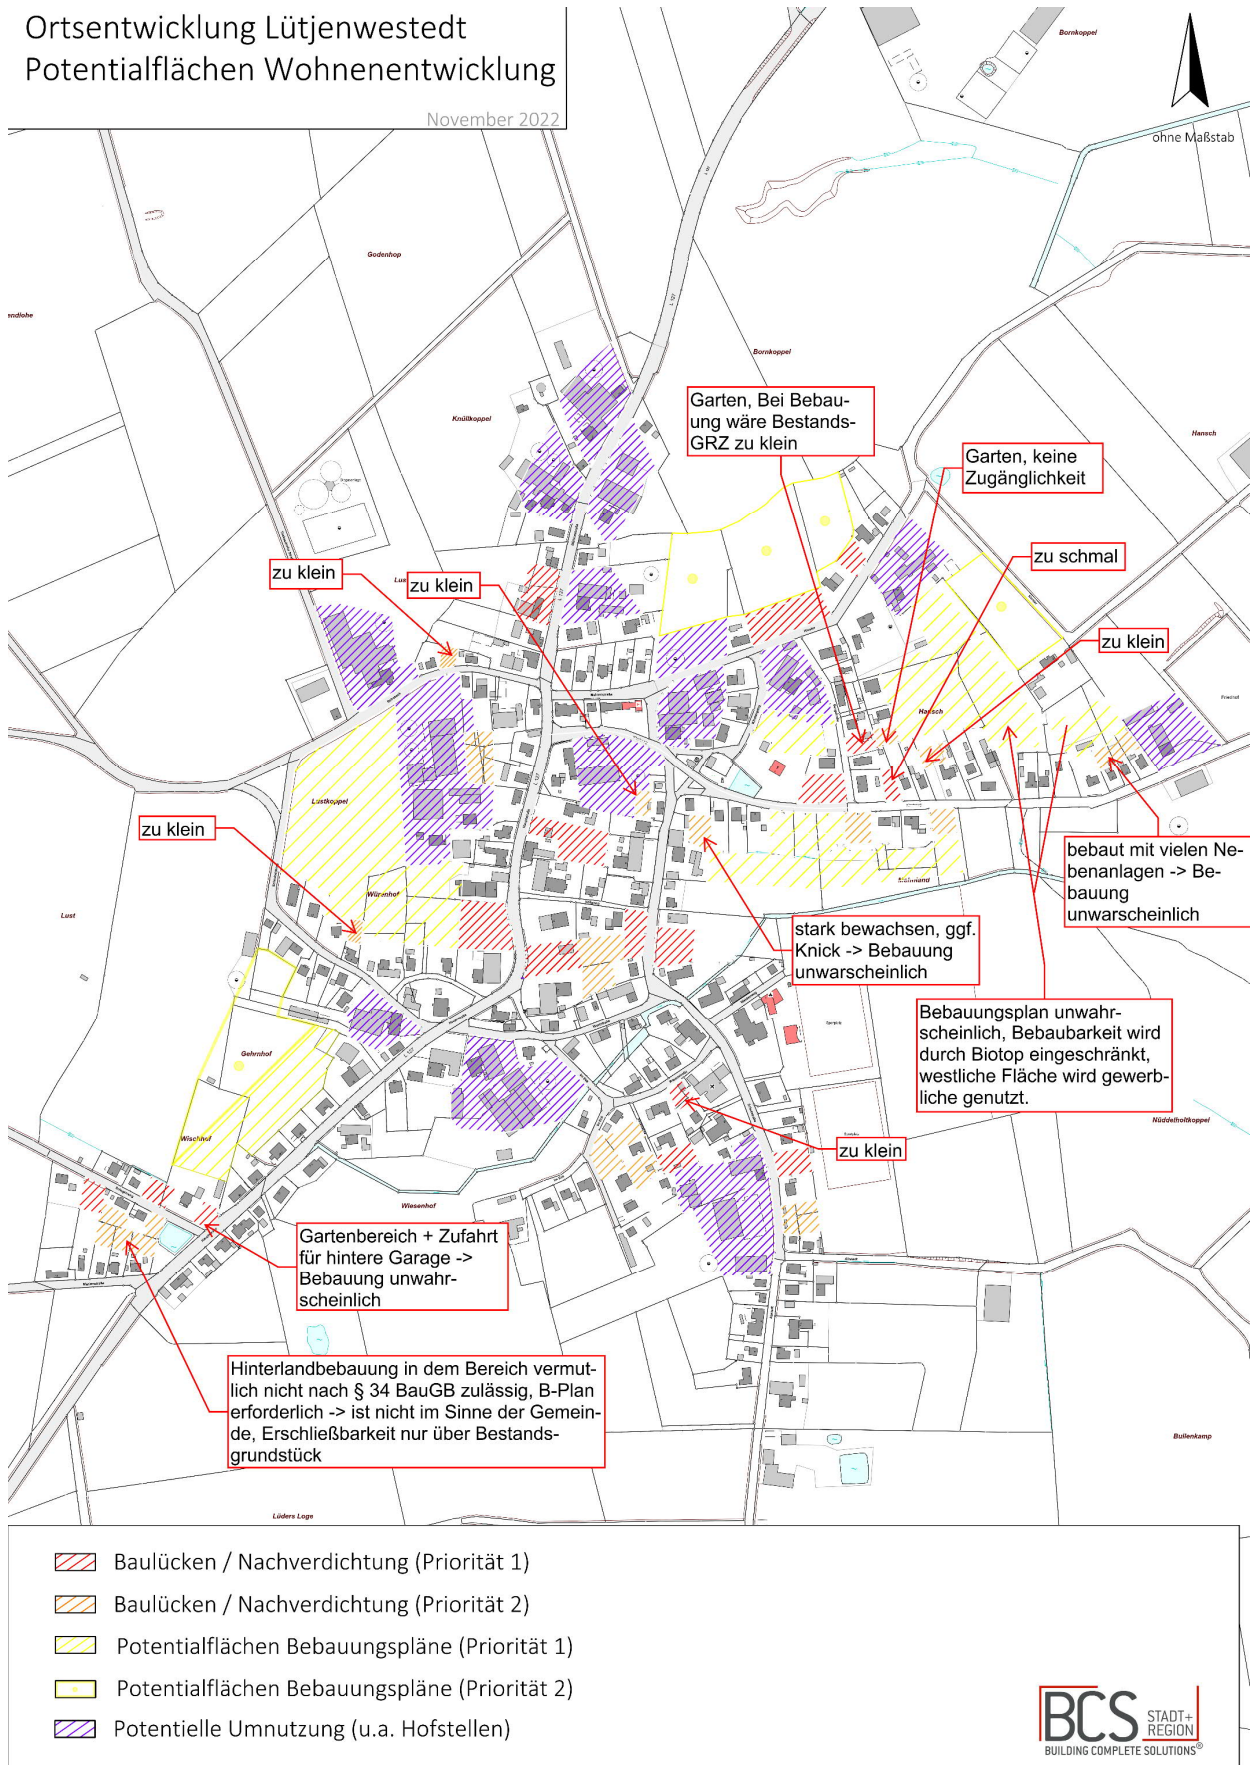 Ortsentwicklung Lütjenwestedt
Potentialflächen Wohnenentwicklung
November 2022
Bornkoppel
ohne Maßstab
Godenhop
endlohe
Bornkoppel
Knüllkoppel
Hansch
Garten, Bei Bebau-
ung wäre Bestands-
GRZ zu klein
Garten, keine
Zugänglichkeit
zu klein
Lus
zu klein
zu schmal
zu klein
Hansch
Friedhof
Lustkoppel
zu klein
bebaut mit vielen Ne-
benanlagen -> Be-
bauung
unwarscheinlich
Würmhof
Lust
stark bewachsen, ggf.
Knick -> Bebauung
unwarscheinlich
Bebauungsplan unwahr-
scheinlich, Bebaubarkeit wird
durch Biotop eingeschränkt,
westliche Fläche wird gewerb-
liche genutzt.
Gehrnhof
Nüddelholtkoppel
Wischhof
zu klein
Wiesenhof
Gartenbereich + Zufahrt
für hintere Garage ->
Bebauung unwahr-
scheinlich
Hinterlandbebauung in dem Bereich vermut-
lich nicht nach § 34 BauGB zulässig, B-Plan
erforderlich -> ist nicht im Sinne der Gemein-
de, Erschließbarkeit nur über Bestands-
grundstück
Bullenkamp
Lüders Loge
Baulücken / Nachverdichtung (Priorität 1)
Baulücken / Nachverdichtung (Priorität 2)
Potentialflächen Bebauungspläne (Priorität 1)
Potentialflächen Bebauungspläne (Priorität 2)
Potentielle Umnutzung (u.a. Hofstellen)
BCS STADT+
REGION
BUILDING COMPLETE SOLUTIONS®